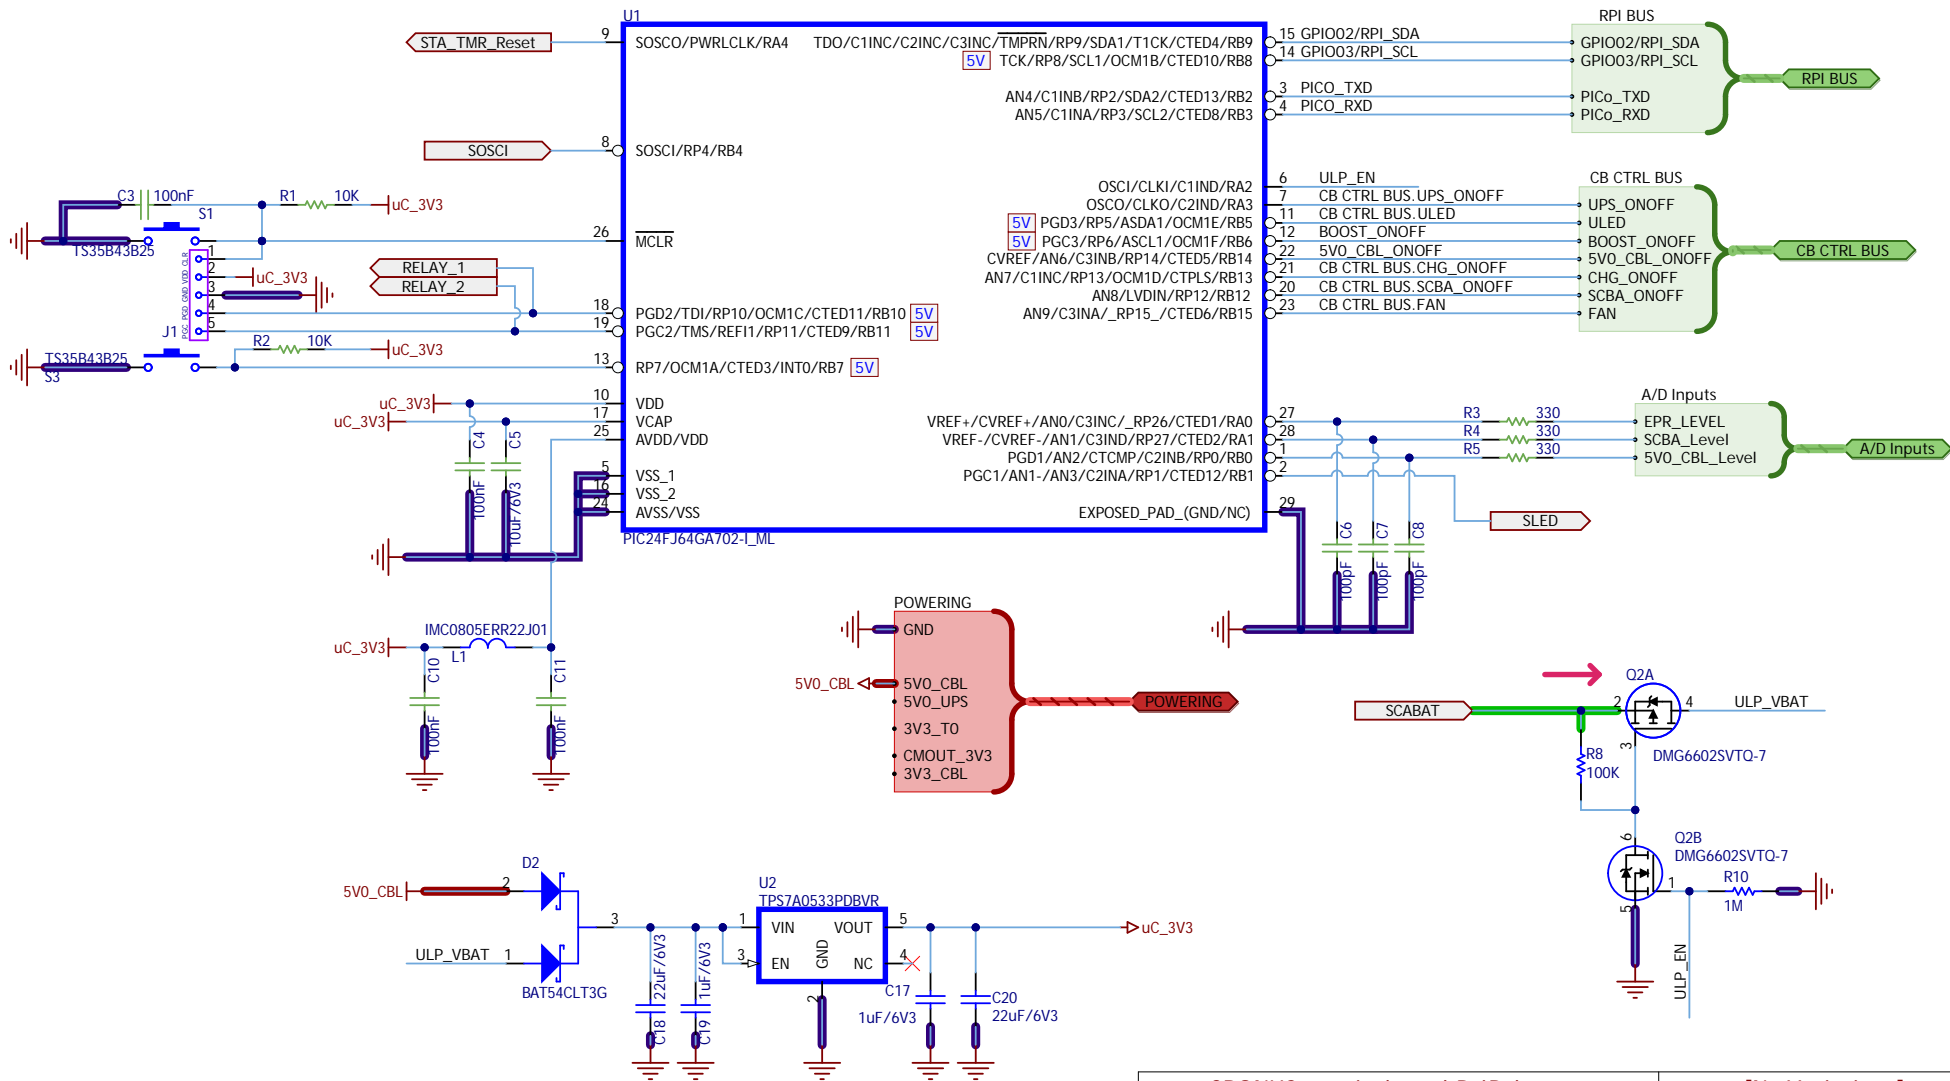 U1
PIC24FJ64GA702-I_ML
STA_TMR_Reset
9
SOSCO/PWRLCLK/RA4
SOSCI
8
SOSCI/RP4/RB4
C3
100nF
R1
10K
uC_3V3
S1
TS35B43B25
26
MCLR
CLR
VDD
GND
PGD
PGC
1
2
3
4
5
uC_3V3
J1
RELAY_1
RELAY_2
18
PGD2/TDI/RP10/OCM1C/CTED11/RB10
5V
19
PGC2/TMS/REFI1/RP11/CTED9/RB11
5V
R2
10K
uC_3V3
TS35B43B25
S3
13
RP7/OCM1A/CTED3/INT0/RB7
5V
uC_3V3
10
VDD
uC_3V3
17
VCAP
25
AVDD/VDD
C4
100nF
C5
10uF/6V3
5
VSS_1
16
VSS_2
24
AVSS/VSS
TDO/C1INC/C2INC/C3INC/TMPRN/RP9/SDA1/T1CK/CTED4/RB9
15
GPIO02/RPI_SDA
5V
TCK/RP8/SCL1/OCM1B/CTED10/RB8
14
GPIO03/RPI_SCL
AN4/C1INB/RP2/SDA2/CTED13/RB2
3
PICO_TXD
AN5/C1INA/RP3/SCL2/CTED8/RB3
4
PICO_RXD
OSCI/CLKI/C1IND/RA2
6
ULP_EN
OSCO/CLKO/C2IND/RA3
7
CB CTRL BUS.UPS_ONOFF
5V
PGD3/RP5/ASDA1/OCM1E/RB5
11
CB CTRL BUS.ULED
5V
PGC3/RP6/ASCL1/OCM1F/RB6
12
BOOST_ONOFF
CVREF/AN6/C3INB/RP14/CTED5/RB14
22
5V0_CBL_ONOFF
AN7/C1INC/RP13/OCM1D/CTPLS/RB13
21
CB CTRL BUS.CHG_ONOFF
AN8/LVDIN/RP12/RB12
20
CB CTRL BUS.SCBA_ONOFF
AN9/C3INA/_RP15_/CTED6/RB15
23
CB CTRL BUS.FAN
VREF+/CVREF+/AN0/C3INC/_RP26/CTED1/RA0
27
VREF-/CVREF-/AN1/C3IND/RP27/CTED2/RA1
28
PGD1/AN2/CTCMP/C2INB/RP0/RB0
1
PGC1/AN1-/AN3/C2INA/RP1/CTED12/RB1
2
EXPOSED_PAD_(GND/NC)
29
RPI BUS
GPIO02/RPI_SDA
GPIO03/RPI_SCL
PICo_TXD
PICo_RXD
RPI BUS
CB CTRL BUS
UPS_ONOFF
ULED
BOOST_ONOFF
5V0_CBL_ONOFF
CHG_ONOFF
SCBA_ONOFF
FAN
CB CTRL BUS
A/D Inputs
R3
330
EPR_LEVEL
R4
330
SCBA_Level
R5
330
5V0_CBL_Level
A/D Inputs
SLED
C6
100pF
C7
100pF
C8
100pF
uC_3V3
IMC0805ERR22J01
L1
C10
100nF
C11
100nF
POWERING
GND
5V0_CBL
5V0_CBL
5V0_UPS
3V3_TO
CMOUT_3V3
3V3_CBL
POWERING
SCABAT
2
Q2A
4
ULP_VBAT
3
DMG6602SVTQ-7
R8
100K
6
Q2B
DMG6602SVTQ-7
1
R10
1M
5
ULP_EN
D2
5V0_CBL
2
ULP_VBAT
1
BAT54CLT3G
3
C18
22uF/6V3
C19
1uF/6V3
U2
TPS7A0533PDBVR
1
VIN
VOUT
5
3
EN
GND
NC
4
2
C17
1uF/6V3
C20
22uF/6V3
uC_3V3